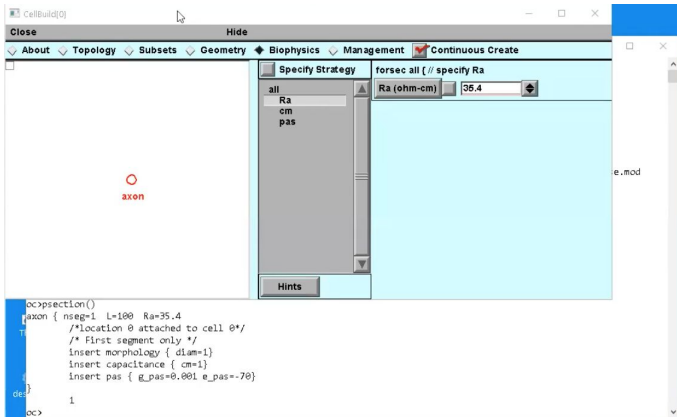 CellBuild[0]
Close Hide
About Topology Subsets Geometry Biophysics Management Continuous Create
Specify Strategy
forsec all { // specify Ra
all
Ra (ohm-cm) 35.4
Ra
cm
pas
e.mod
axon
Hints
oc>psection()
axon { nseg=1 L=100 Ra=35.4
/*location 0 attached to cell 0*/
/* First segment only */
insert morphology { diam=1}
insert capacitance { cm=1}
insert pas { g_pas=0.001 e_pas=-70}
}
des
1
oc>